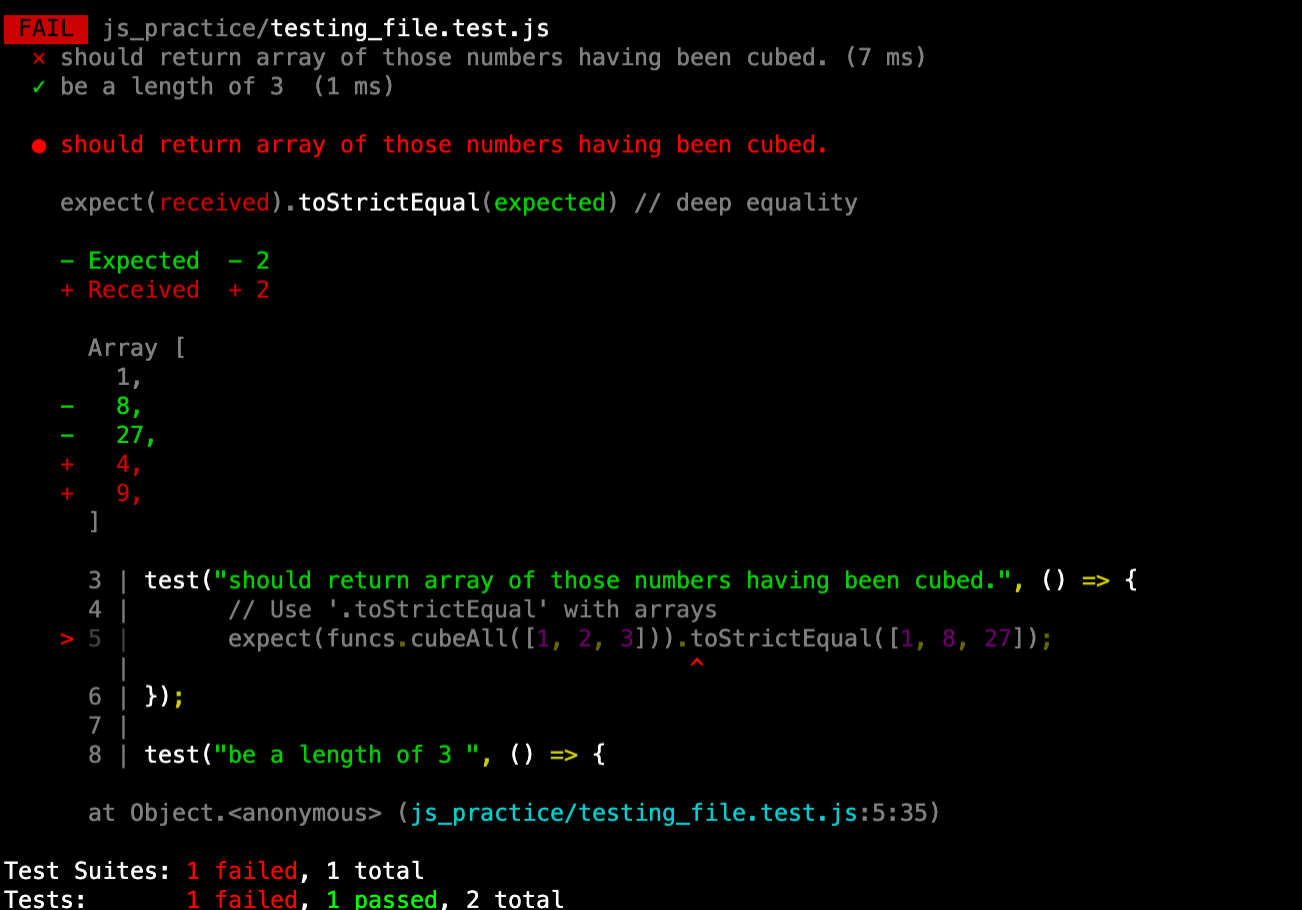 FAIL js_practice/testing_file.test.js
✕ should return array of those numbers having been cubed. (7 ms)
✓ be a length of 3  (1 ms)
● should return array of those numbers having been cubed.
expect(received).toStrictEqual(expected) // deep equality
- Expected  - 2
+ Received  + 2
Array [
1,
-   8,
-   27,
+   4,
+   9,
]
3 | test("should return array of those numbers having been cubed.", () => {
4 |       // Use '.toStrictEqual' with arrays
> 5 |       expect(funcs.cubeAll([1, 2, 3])).toStrictEqual([1, 8, 27]);
|                                        ^
6 | });
7 |
8 | test("be a length of 3 ", () => {
at Object.<anonymous> (js_practice/testing_file.test.js:5:35)
Test Suites: 1 failed, 1 total
Tests:       1 failed, 1 passed, 2 total